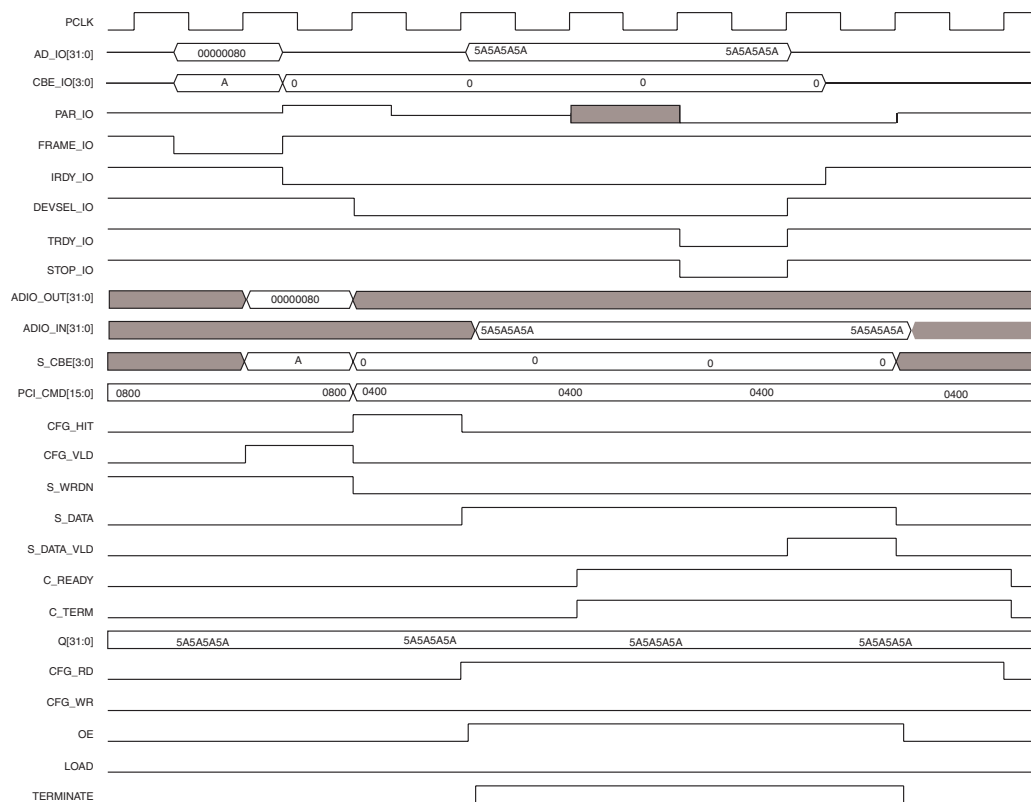 PCLK
AD_IO[31:0] 00000080 5A5A5A5A 5A5A5A5A
CBE_IO[3:0] A 0 0 0 0
PAR_IO
FRAME_IO
IRDY_IO
DEVSEL_IO
TRDY_IO
STOP_IO
ADIO_OUT[31:0] 00000080
ADIO_IN[31:0] 5A5A5A5A 5A5A5A5A
S_CBE[3:0] A 0 0 0 0
PCI_CMD[15:0] 0800 0800 0400 0400 0400 0400
CFG_HIT
CFG_VLD
S_WRDN
S_DATA
S_DATA_VLD
C_READY
C_TERM
Q[31:0] 5A5A5A5A 5A5A5A5A 5A5A5A5A 5A5A5A5A
CFG_RD
CFG_WR
OE
LOAD
TERMINATE